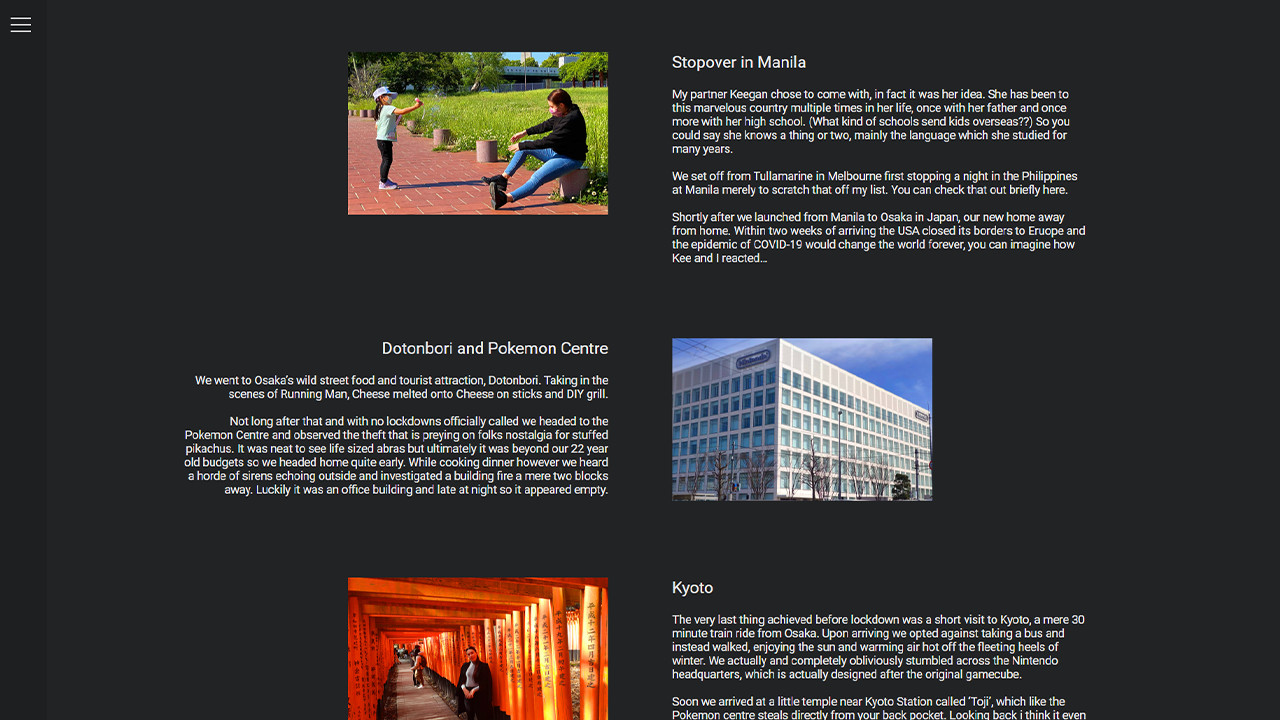 Stopover in Manila
My partner Keegan chose to come with, in fact it was her idea. She has been to
this marvelous country multiple times in her life, once with her father and once
more with her high school. (What kind of schools send kids overseas??) So you
could say she knows a thing or two, mainly the language which she studied for
many years.
We set off from Tullamarine in Melbourne first stopping a night in the Philippines
at Manila merely to scratch that off my list. You can check that out briefly here.
Shortly after we launched from Manila to Osaka in Japan, our new home away
from home. Within two weeks of arriving the USA closed its borders to Eruope and
the epidemic of COVID-19 would change the world forever, you can imagine how
Kee and I reacted...
Dotonbori and Pokemon Centre
We went to Osaka's wild street food and tourist attraction, Dotonbori. Taking in the
scenes of Running Man, Cheese melted onto Cheese on sticks and DIY grill.
Not long after that and with no lockdowns officially called we headed to the
Pokemon Centre and observed the theft that is preying on folks nostalgia for stuffed
pikachus. It was neat to see life sized abras but ultimately it was beyond our 22 year
old budgets so we headed home quite early. While cooking dinner however we heard
a horde of sirens echoing outside and investigated a building fire a mere two blocks
away. Luckily it was an office building and late at night so it appeared empty.
Kyoto
The very last thing achieved before lockdown was a short visit to Kyoto, a mere 30
minute train ride from Osaka. Upon arriving we opted against taking a bus and
instead walked, enjoying the sun and warming air hot off the fleeting heels of
winter. We actually and completely obliviously stumbled across the Nintendo
headquarters, which is actually designed after the original gamecube.
Soon we arrived at a little temple near Kyoto Station called 'Toji', which like the
Pokemon centre steals directly from your back pocket. Looking back i think it even